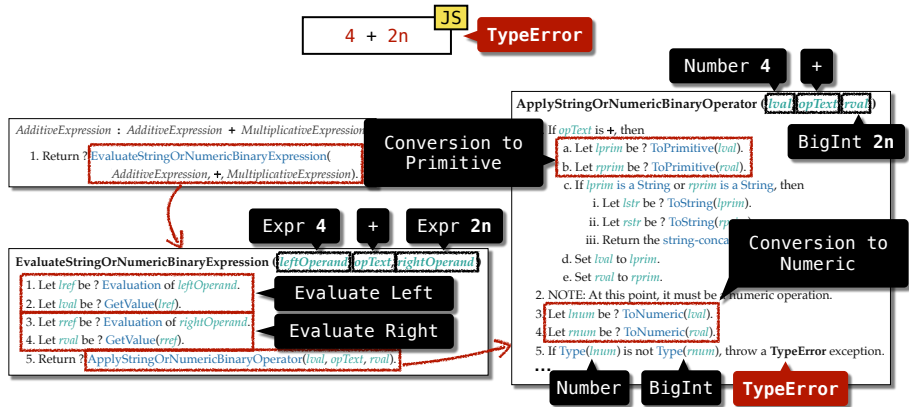 JS
4 + 2n
TypeError
Number 4
+
ApplyStringOrNumericBinaryOperator ( lval, opText, rval )
BigInt 2n
AdditiveExpression : AdditiveExpression + MultiplicativeExpression
1. Return ? EvaluateStringOrNumericBinaryExpression(
AdditiveExpression, +, MultiplicativeExpression).
Conversion to
Primitive
If opText is +, then
a. Let lprim be ? ToPrimitive(lval).
b. Let rprim be ? ToPrimitive(rval).
c. If lprim is a String or rprim is a String, then
i. Let lstr be ? ToString(lprim).
ii. Let rstr be ? ToString(
iii. Return the
d. Set lval to lprim.
e. Set rval to rprim.
Conversion to
Numeric
2. NOTE: At this point, it must be a numeric operation.
3. Let lnum be ? ToNumeric(lval).
4. Let rnum be ? ToNumeric(rval).
5. If Type(lnum) is not Type(rnum), throw a TypeError exception.
...
Number
BigInt
TypeError
Expr 4
+
Expr 2n
EvaluateStringOrNumericBinaryExpression ( leftOperand, opText, rightOperand )
1. Let lref be ? Evaluation of leftOperand.
2. Let lval be ? GetValue(lref).
Evaluate Left
3. Let rref be ? Evaluation of rightOperand.
4. Let rval be ? GetValue(rref).
Evaluate Right
5. Return ? ApplyStringOrNumericBinaryOperator(lval, opText, rval).